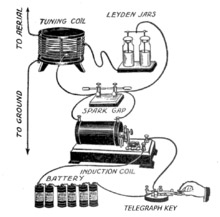 TO AERIAL
TUNING COIL
LEYDEN JARS
SPARK GAP
TO GROUND
INDUCTION COIL
BATTERY
TELEGRAPH KEY